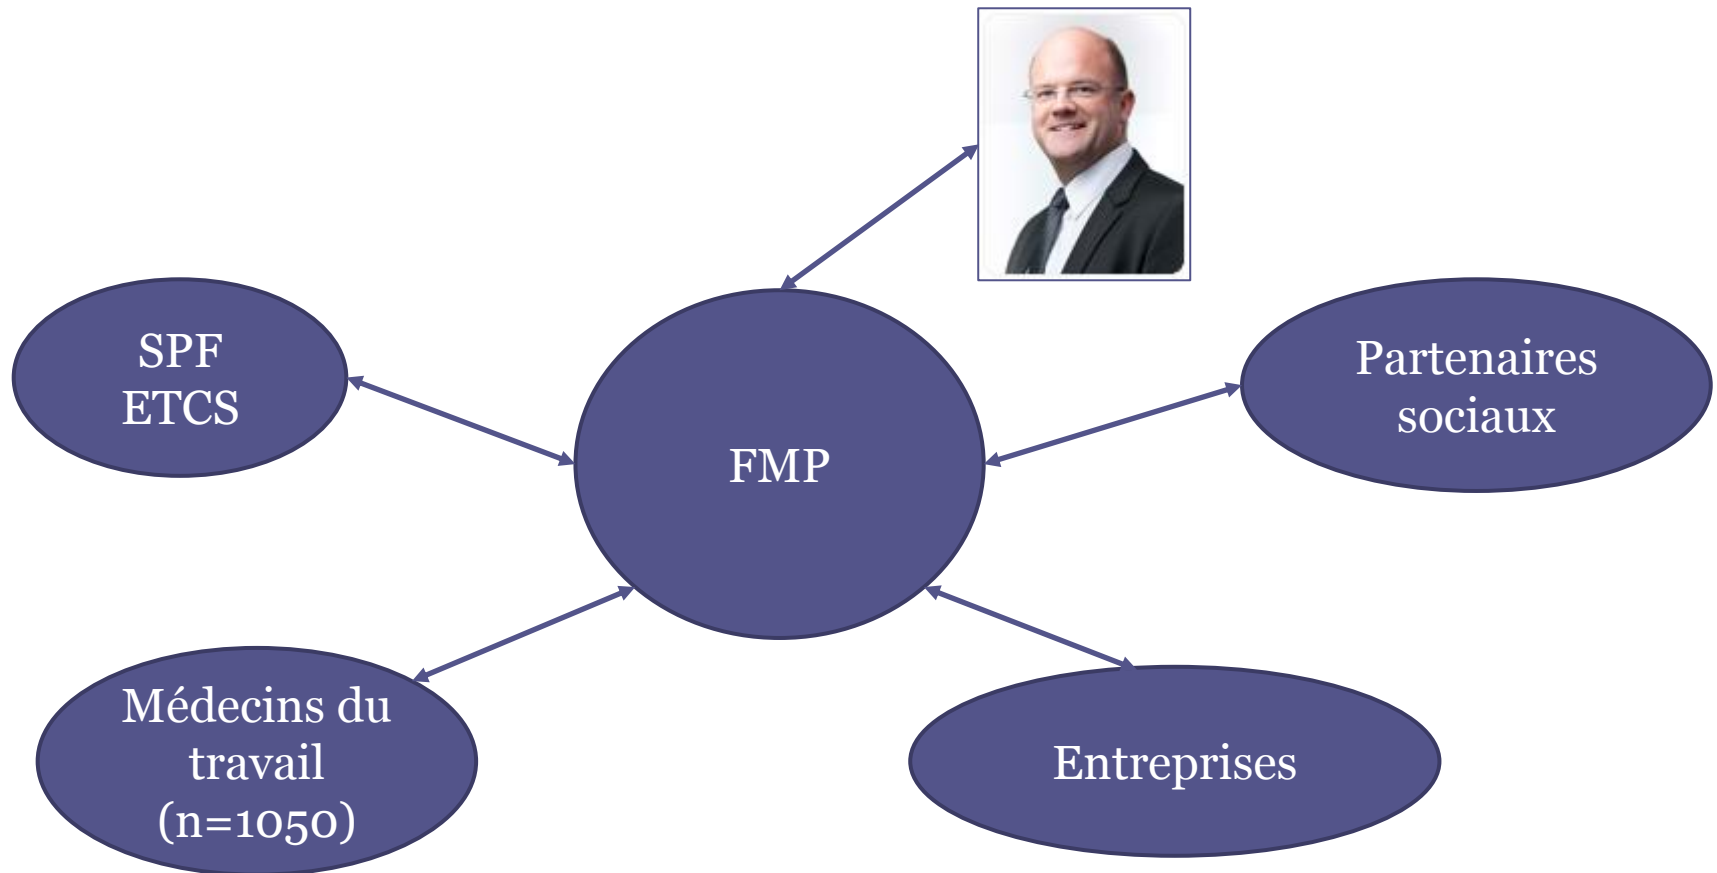 SPF
ETCS
Partenaires
sociaux
FMP
Médecins du
travail
(n=1050)
Entreprises